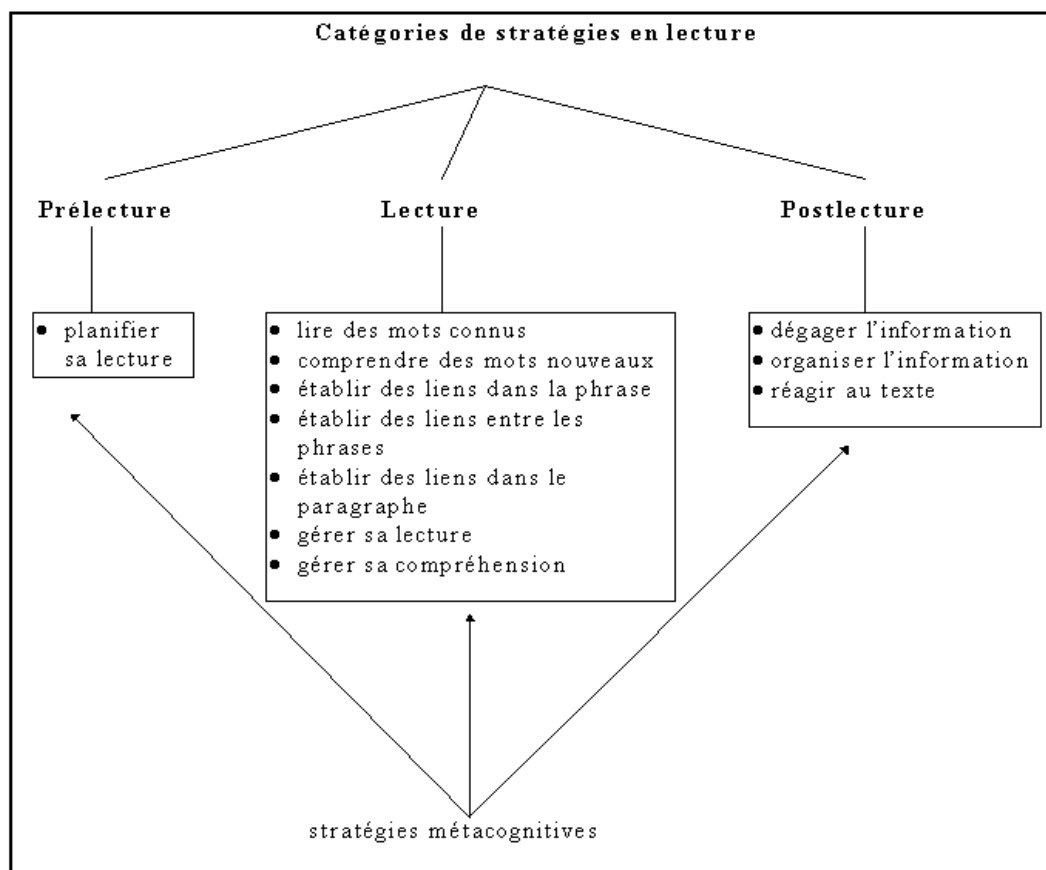 Catégories de stratégies en lecture
Prélecture
Lecture
Postlecture
• planifier
sa lecture
• lire des mots connus
• comprendre des mots nouveaux
• établir des liens dans la phrase
• établir des liens entre les
phrases
• établir des liens dans le
paragraphe
• gérer sa lecture
• gérer sa compréhension
• dégager l'information
• organiser l'information
• réagir au texte
stratégies métacognitives